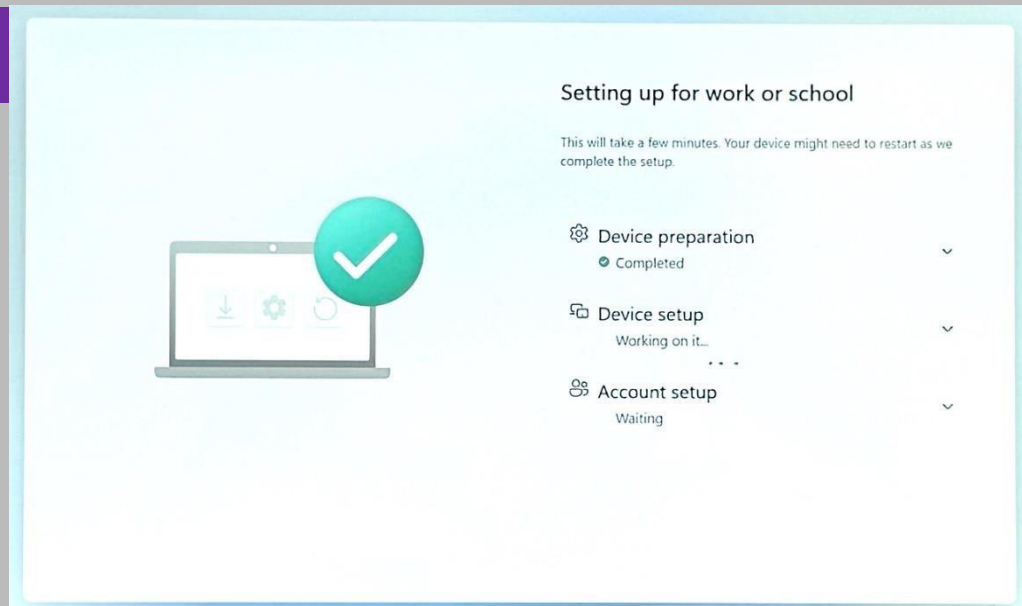 Setting up for work or school
This will take a few minutes. Your device might need to restart as we
complete the setup.
Device preparation
Completed
Device setup
Working on it...
Account setup
Waiting